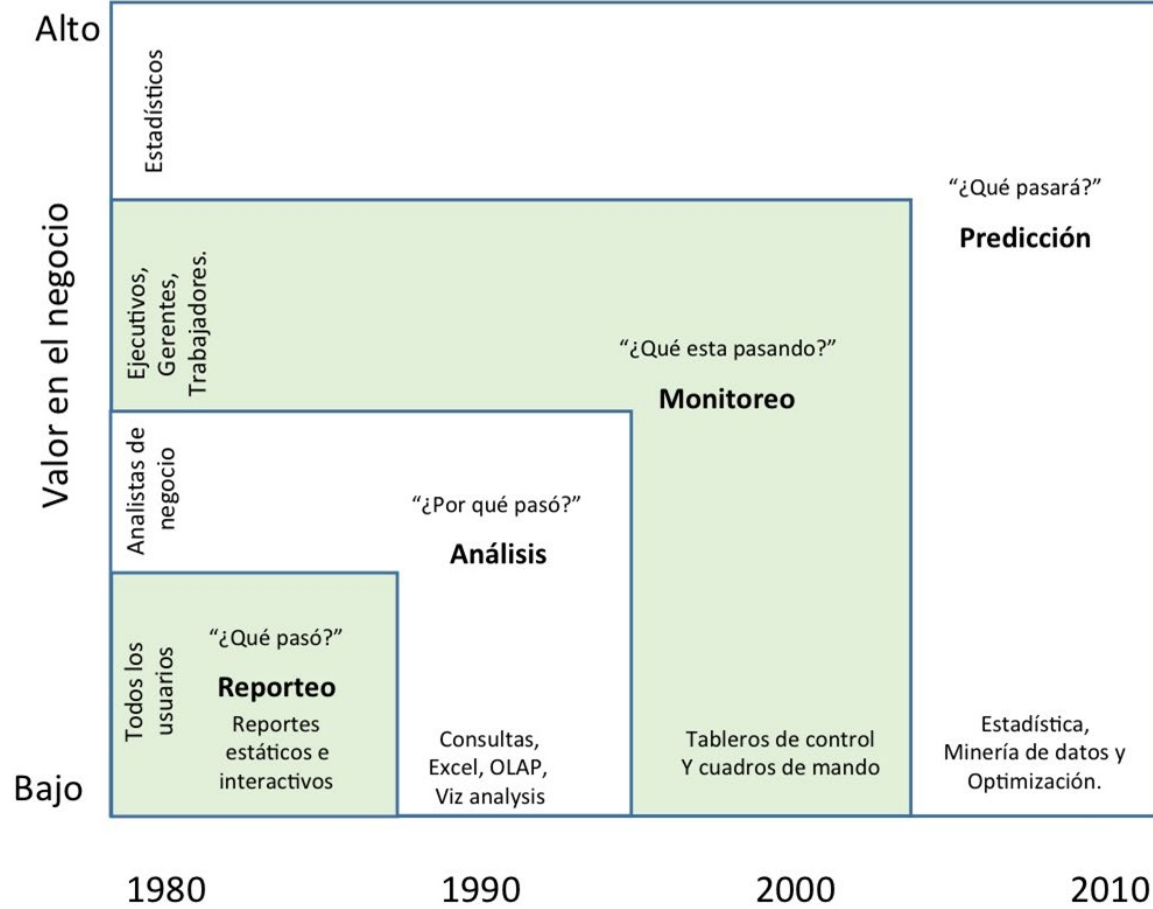 Alto
Valor en el negocio
Bajo
Estadísticos
“¿Qué pasará?”
Predicción
Ejecutivos,
Gerentes,
Trabajadores.
“¿Qué esta pasando?”
Monitoreo
Analistas de
negocio
“¿Por qué pasó?”
Análisis
Todos los
usuarios
“¿Qué pasó?”
Reporteo
Reportes
estáticos e
interactivos
Consultas,
Excel, OLAP,
Viz analysis
Tableros de control
Y cuadros de mando
Estadística,
Minería de datos y
Optimización.
1980 1990 2000 2010